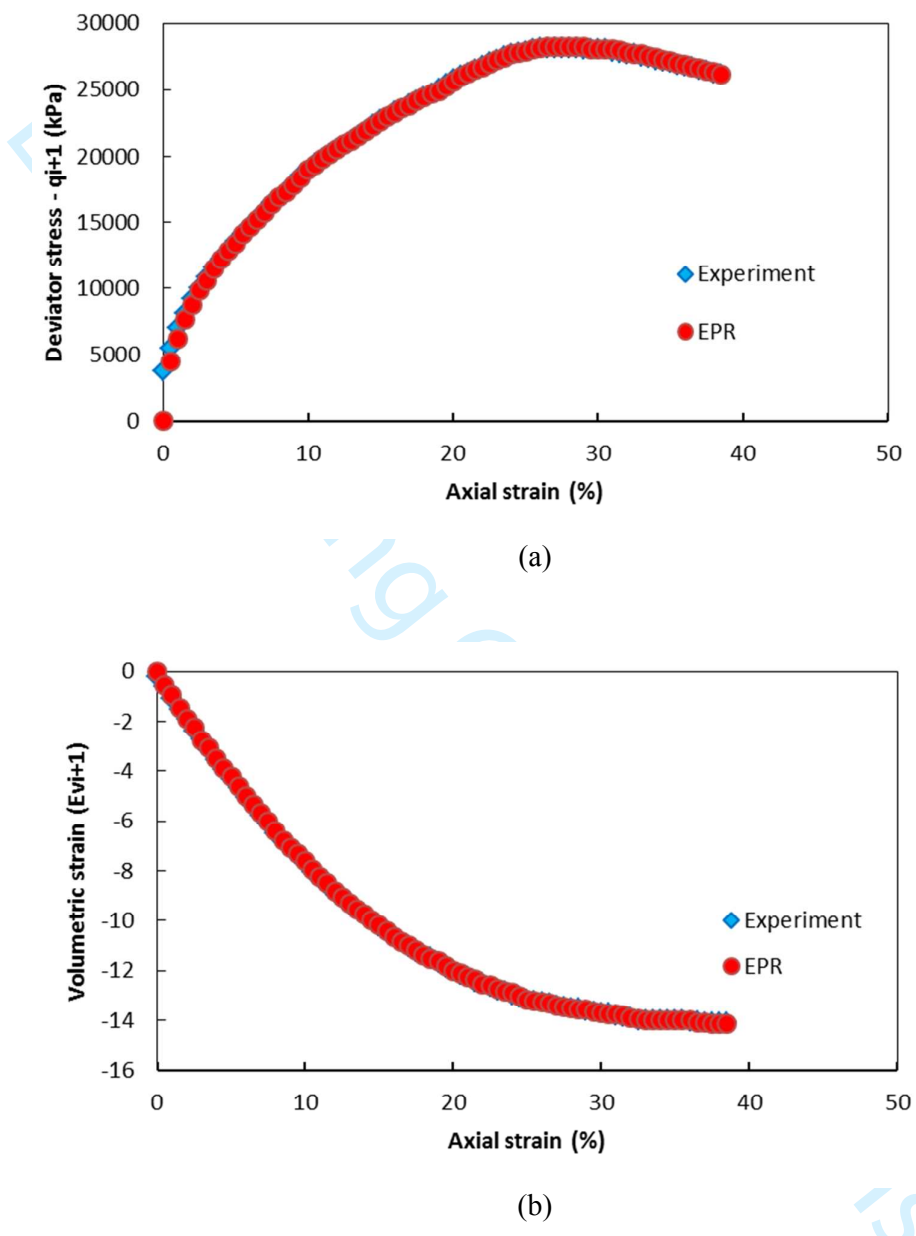 30000
25000
20000
15000
10000
5000
0
Deviator stress - qi+1 (kPa)
Experiment
EPR
0 10 20 30 40 50
Axial strain (%)
(a)
ng
0
-2
-4
-6
-8
-10
-12
-14
-16
Volumetric strain (Evi+1)
Experiment
EPR
0 10 20 30 40 50
Axial strain (%)
(b)